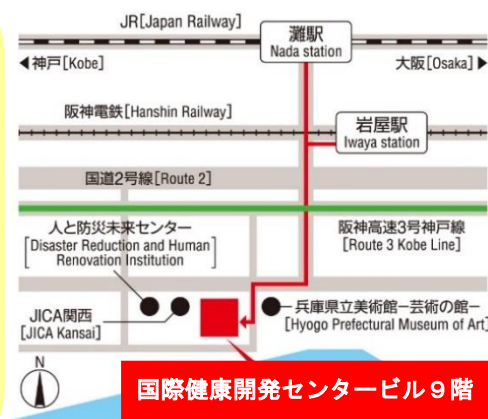 JR[Japan Railway]
灘駅
Nada station
◀神戸[Kobe]
大阪[Osaka]▶
阪神電鉄[Hanshin Railway]
岩屋駅
Iwaya station
国道2号線[Route 2]
人と防災未来センター
[Disaster Reduction and Human
Renovation Institution]
阪神高速3号神戸線
[Route 3 Kobe Line]
JICA関西
[JICA Kansai]
兵庫県立美術館−芸術の館−
[Hyogo Prefectural Museum of Art]
N
国際健康開発センタービル9階